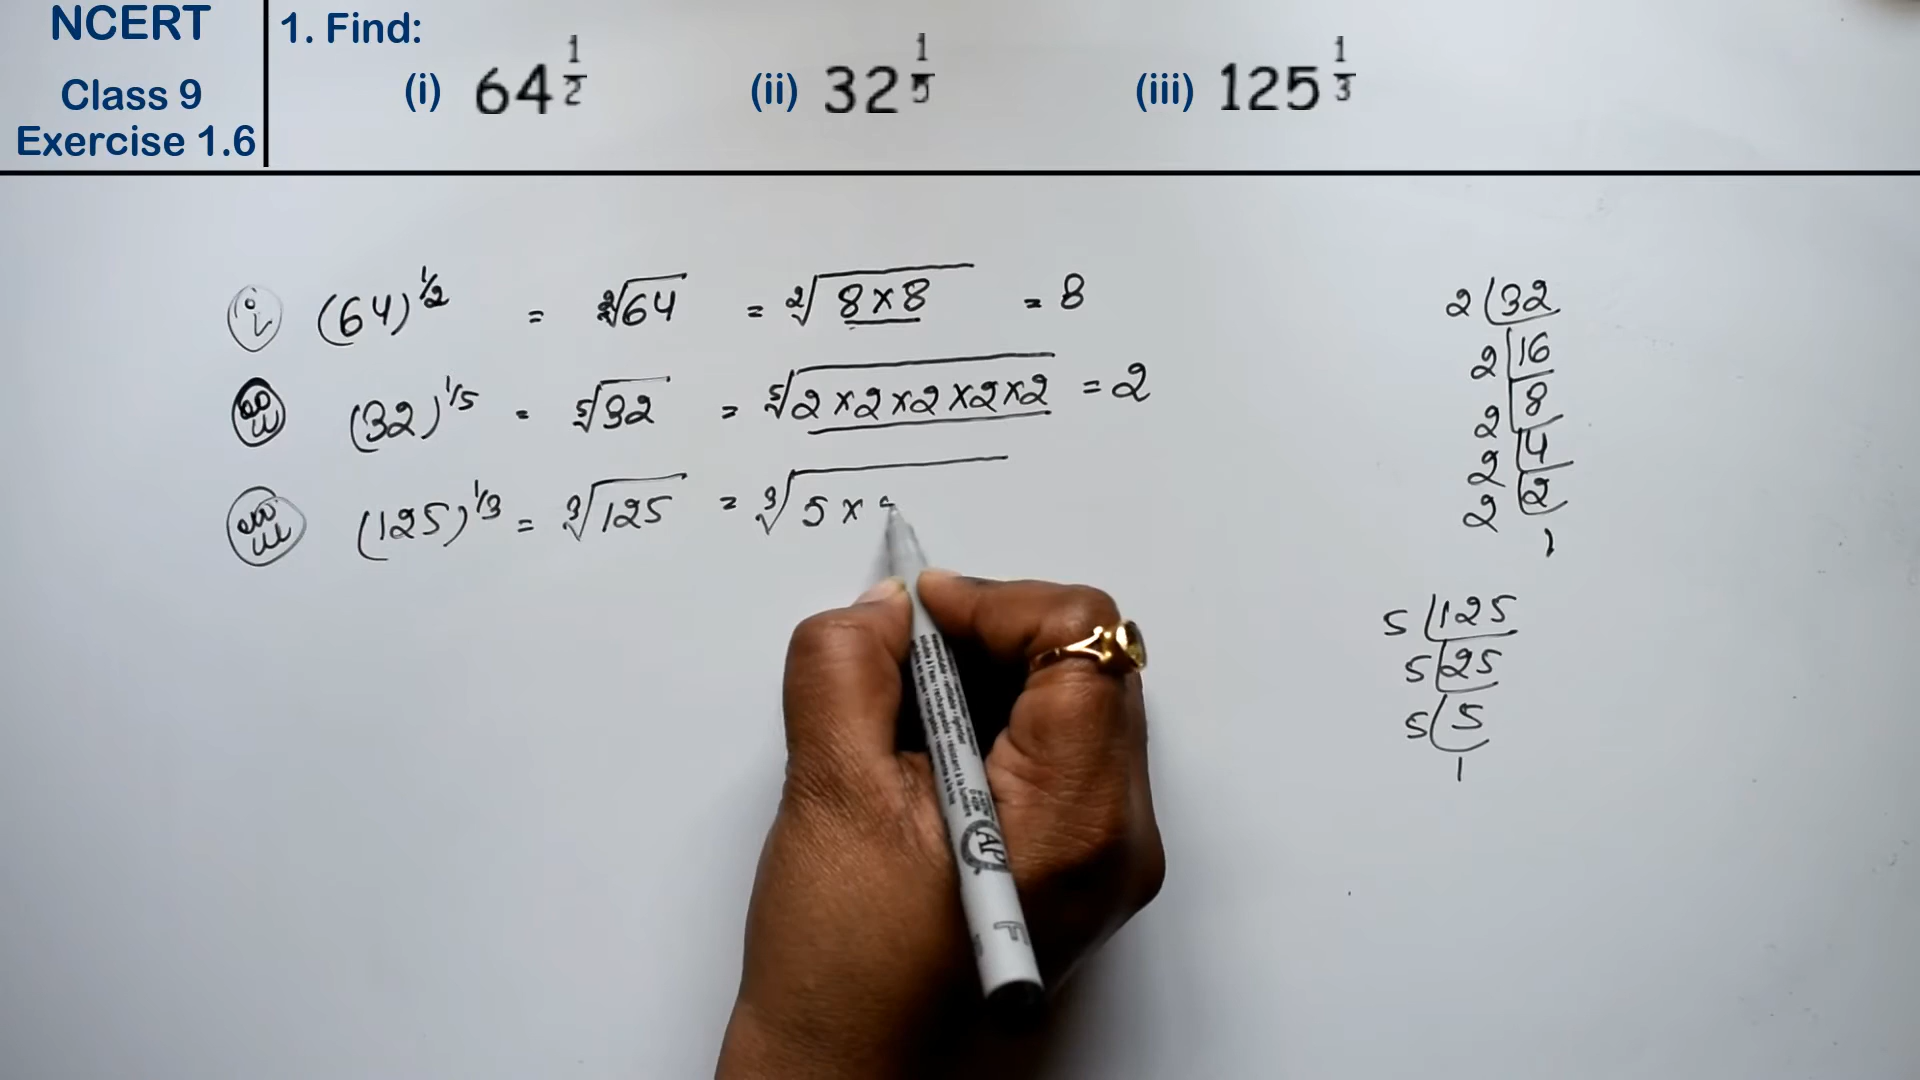 NCERT
Class 9
Exercise 1.6
1. Find:
(i) 64^(1/2) (ii) 32^(1/5) (iii) 125^(1/3)
(i) (64)^(1/2) = ²√64 = ²√8×8 = 8
(ii) (32)^(1/5) = ⁵√32 = ⁵√2×2×2×2×2 = 2
(iii) (125)^(1/3) = ³√125 = ³√5×
2 | 32
2 | 16
2 | 8
2 | 4
2 | 2
1
5 | 125
5 | 25
5 | 5
1
AP
F